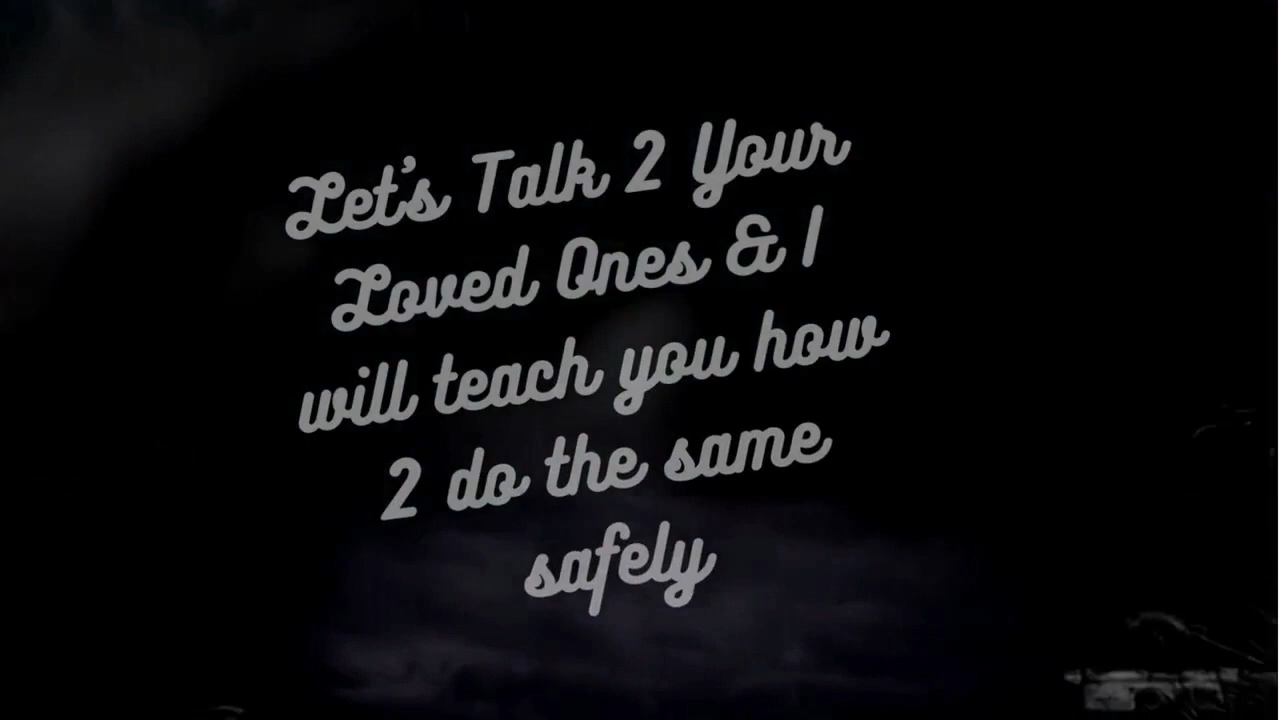 Let's Talk 2 Your
Loved Ones & I
will teach you how
2 do the same
safely